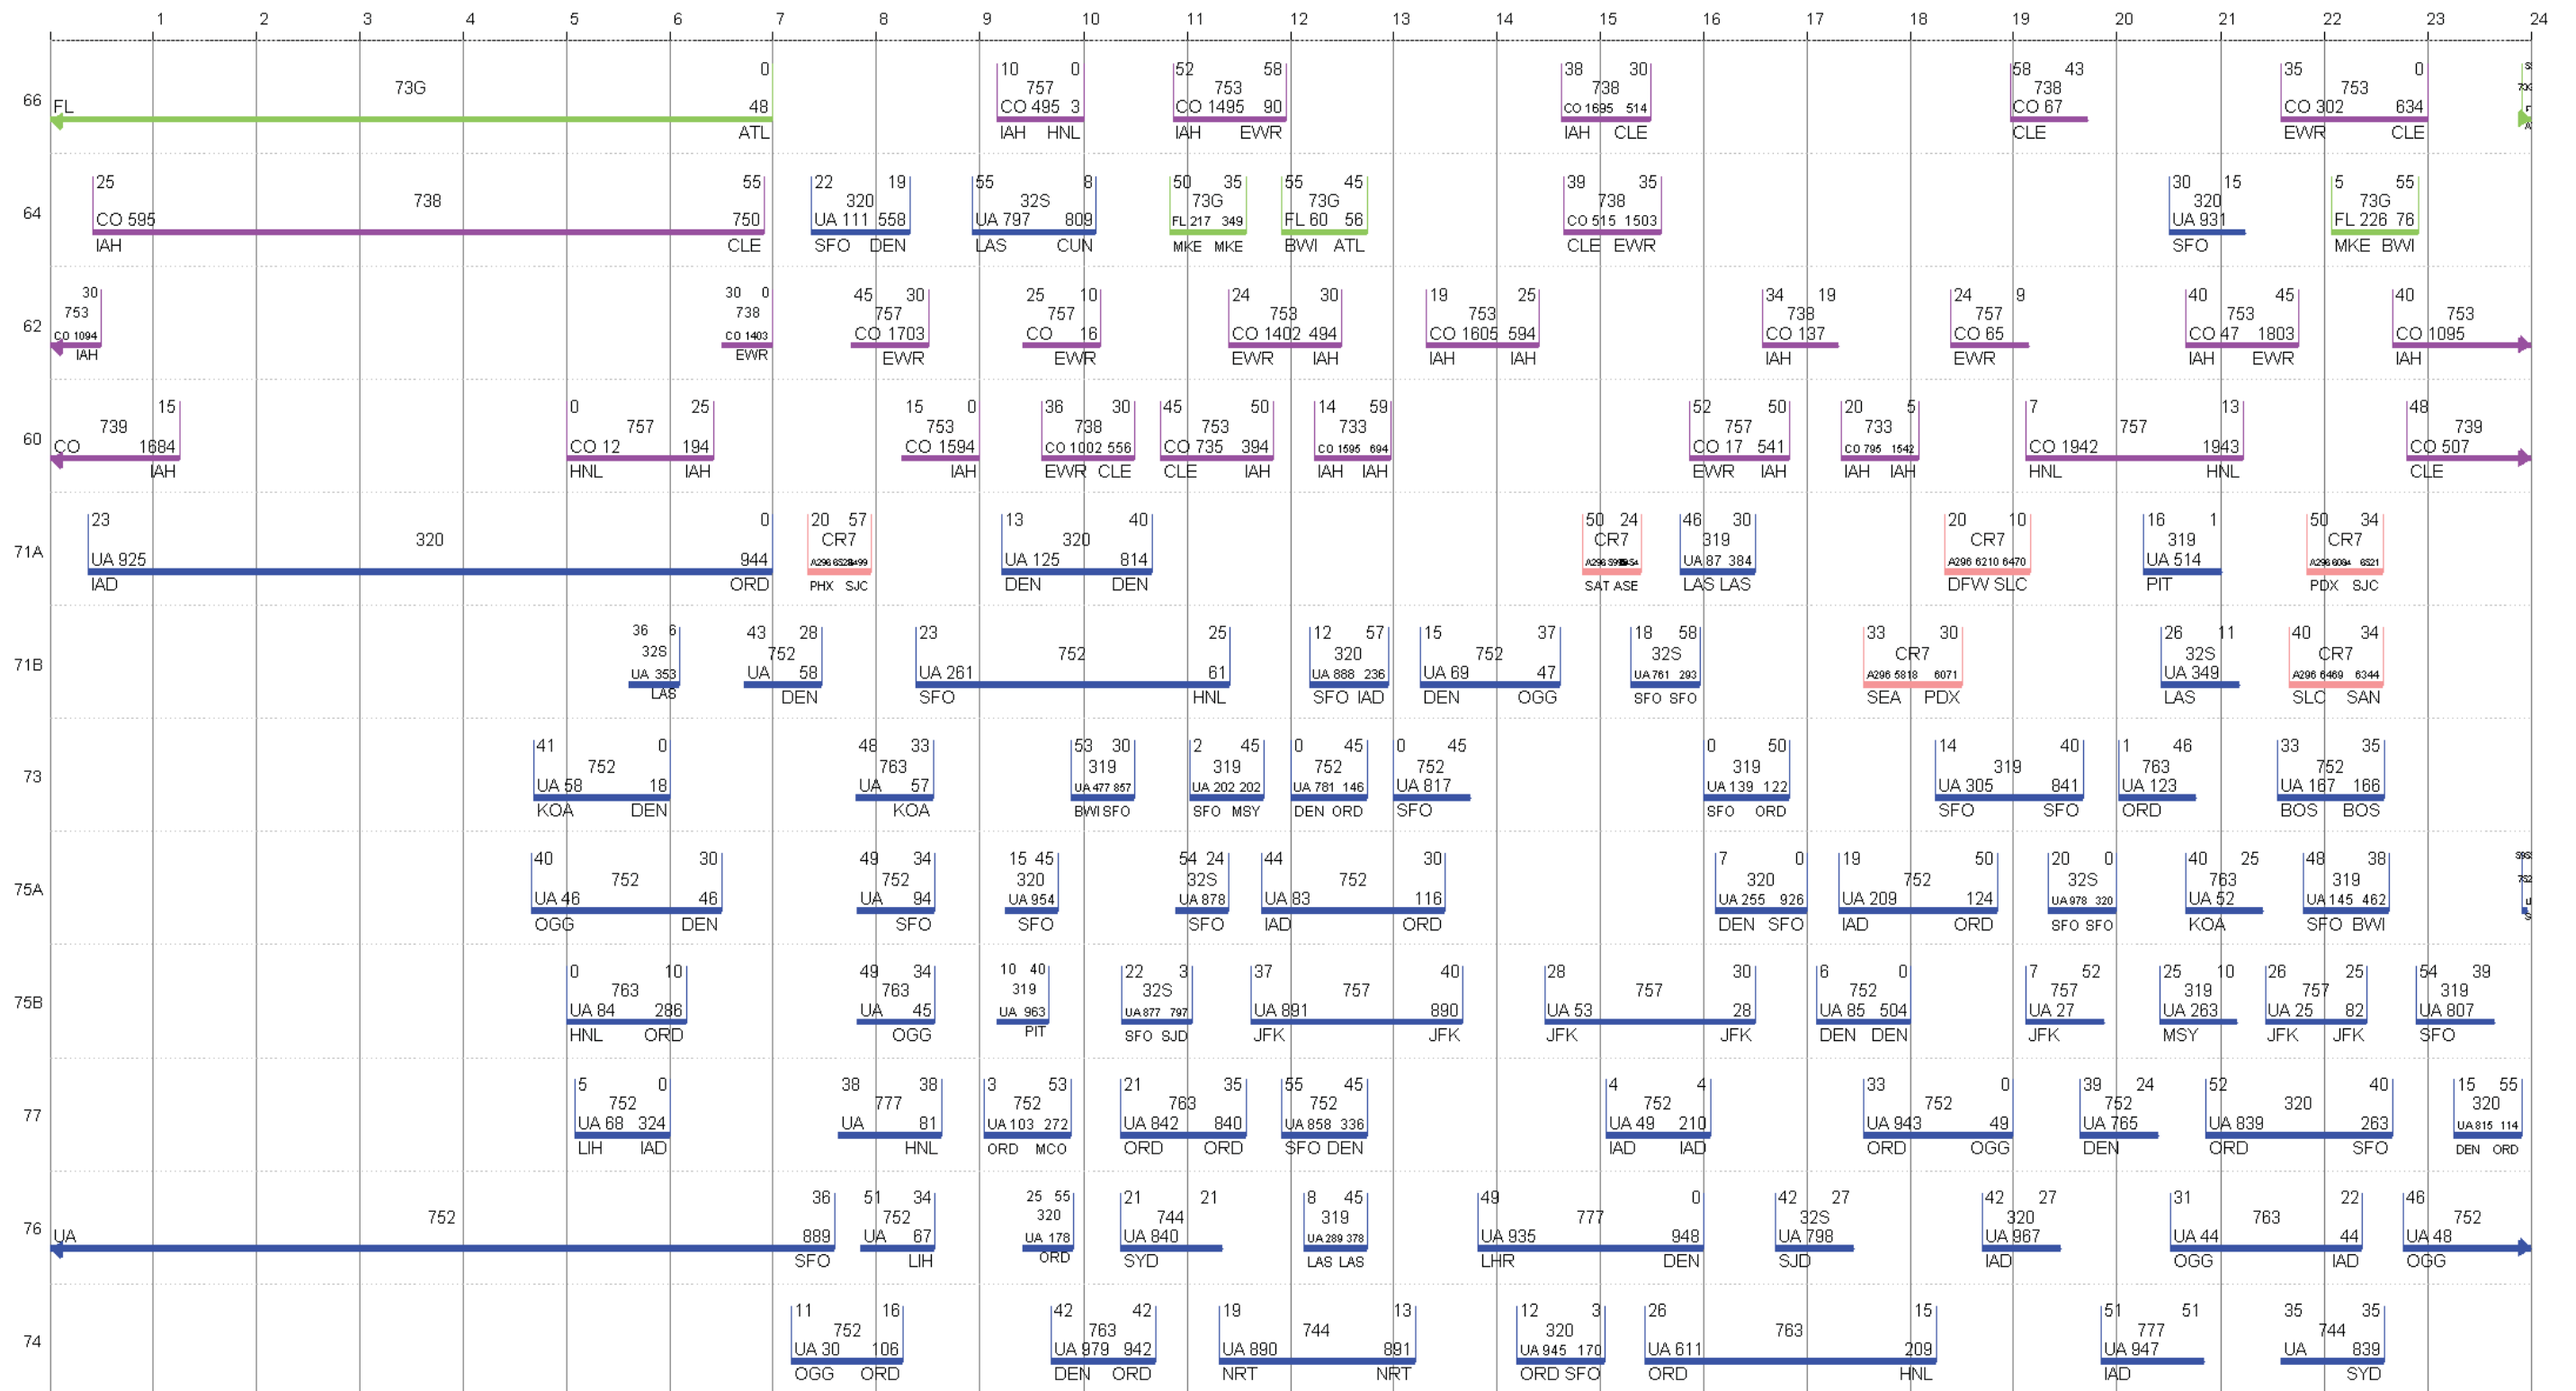 1 2 3 4 5 6 7 8 9 10 11 12 13 14 15 16 17 18 19 20 21 22 23 24
0 10 0 52 58 38 30 58 43 35 0
73G 757 753 738 738 753
66 FL 48 CO 495 3 CO 1495 90 CO 1695 514 CO 67 CO 302 634
ATL IAH HNL IAH EWR IAH CLE CLE EWR CLE
25 55 22 19 55 8 50 35 55 45 39 35 30 15 5 55
738 320 32S 73G 73G 738 320 73G
64 CO 595 750 UA 111 558 UA 797 809 FL 217 349 FL 60 56 CO 515 1503 UA 931 FL 226 76
IAH CLE SFO DEN LAS CUN MKE MKE BWI ATL CLE EWR SFO MKE BWI
30 30 0 45 30 25 10 24 30 19 25 34 19 24 9 40 45 40
753 738 757 757 753 753 738 757 753 753
62 CO 1094 CO 1403 CO 1703 CO 16 CO 1402 494 CO 1605 594 CO 137 CO 65 CO 47 1803 CO 1095
IAH EWR EWR EWR EWR IAH IAH IAH IAH EWR IAH EWR IAH
15 0 25 15 0 36 30 45 50 14 59 52 50 20 5 7 13 48
739 757 753 738 753 733 757 733 757 739
60 CO 1684 CO 12 194 CO 1594 CO 1002 556 CO 735 394 CO 1595 694 CO 17 541 CO 795 1542 CO 1942 1943 CO 507
IAH HNL IAH IAH EWR CLE CLE IAH IAH IAH EWR IAH IAH IAH HNL HNL CLE
23 0 20 57 13 40 50 24 46 30 20 10 16 1 50 34
320 CR7 320 CR7 319 CR7 319 CR7
71A UA 925 944 A296 UA 125 814 A296 UA 87 384 A296 6210 6470 UA 514 A296 6084 6521
IAD ORD PHX SJC DEN DEN SAT ASE LAS LAS DFW SLC PIT PDX SJC
36 6 43 28 23 25 12 57 15 37 18 58 33 30 26 11 40 34
32S 752 752 320 752 32S CR7 32S CR7
71B UA 353 UA 58 UA 261 61 UA 888 236 UA 69 47 UA 761 293 A296 5818 6071 UA 349 A296 6469 6344
LAS DEN SFO HNL SFO IAD DEN OGG SFO SFO SEA PDX LAS SLC SAN
41 0 48 33 53 30 2 45 0 45 0 45 0 50 14 40 1 46 33 35
752 763 319 319 752 752 319 319 763 752
73 UA 58 18 UA 57 UA 477 857 UA 202 202 UA 781 146 UA 817 UA 139 122 UA 305 841 UA 123 UA 167 166
KOA DEN KOA BWI SFO SFO MSY DEN ORD SFO SFO ORD SFO SFO ORD BOS BOS
40 30 49 34 15 45 54 24 44 30 7 0 19 50 20 0 40 25 48 38
752 752 320 32S 752 320 752 32S 763 319
75A UA 46 46 UA 94 UA 954 UA 878 UA 83 116 UA 255 926 UA 209 124 UA 978 320 UA 52 UA 145 462
OGG DEN SFO SFO SFO IAD ORD DEN SFO IAD ORD SFO SFO KOA SFO BWI
0 10 49 34 10 40 22 3 37 40 28 30 6 0 7 52 25 10 26 25 54 39
763 763 319 32S 757 757 752 757 319 757 319
75B UA 84 286 UA 45 UA 963 UA 877 797 UA 891 890 UA 53 28 UA 85 504 UA 27 UA 263 UA 25 82 UA 807
HNL ORD OGG PIT SFO SJD JFK JFK JFK JFK DEN DEN JFK MSY JFK JFK SFO
5 0 38 38 3 53 21 35 55 45 4 4 33 0 39 24 52 40 15 55
752 777 752 763 752 752 752 752 320 320
77 UA 68 324 UA 81 UA 103 272 UA 842 840 UA 858 336 UA 49 210 UA 943 49 UA 765 UA 839 263 UA 815 114
LIH IAD HNL ORD MCO ORD ORD SFO DEN IAD IAD ORD OGG DEN ORD SFO DEN ORD
36 51 34 25 55 21 21 8 45 49 0 42 27 42 27 31 22 46
752 752 320 744 319 777 32S 320 763 752
76 UA 889 UA 67 UA 178 UA 840 UA 289 378 UA 935 948 UA 798 UA 967 UA 44 44 UA 48
SFO LIH ORD SYD LAS LAS LHR DEN SJD IAD OGG IAD OGG
11 16 42 42 19 13 12 3 26 15 51 51 35 35
752 763 744 320 763 777 744
74 UA 30 106 UA 979 942 UA 890 891 UA 945 170 UA 611 209 UA 947 UA 839
OGG ORD DEN ORD NRT NRT ORD SFO ORD HNL IAD SYD